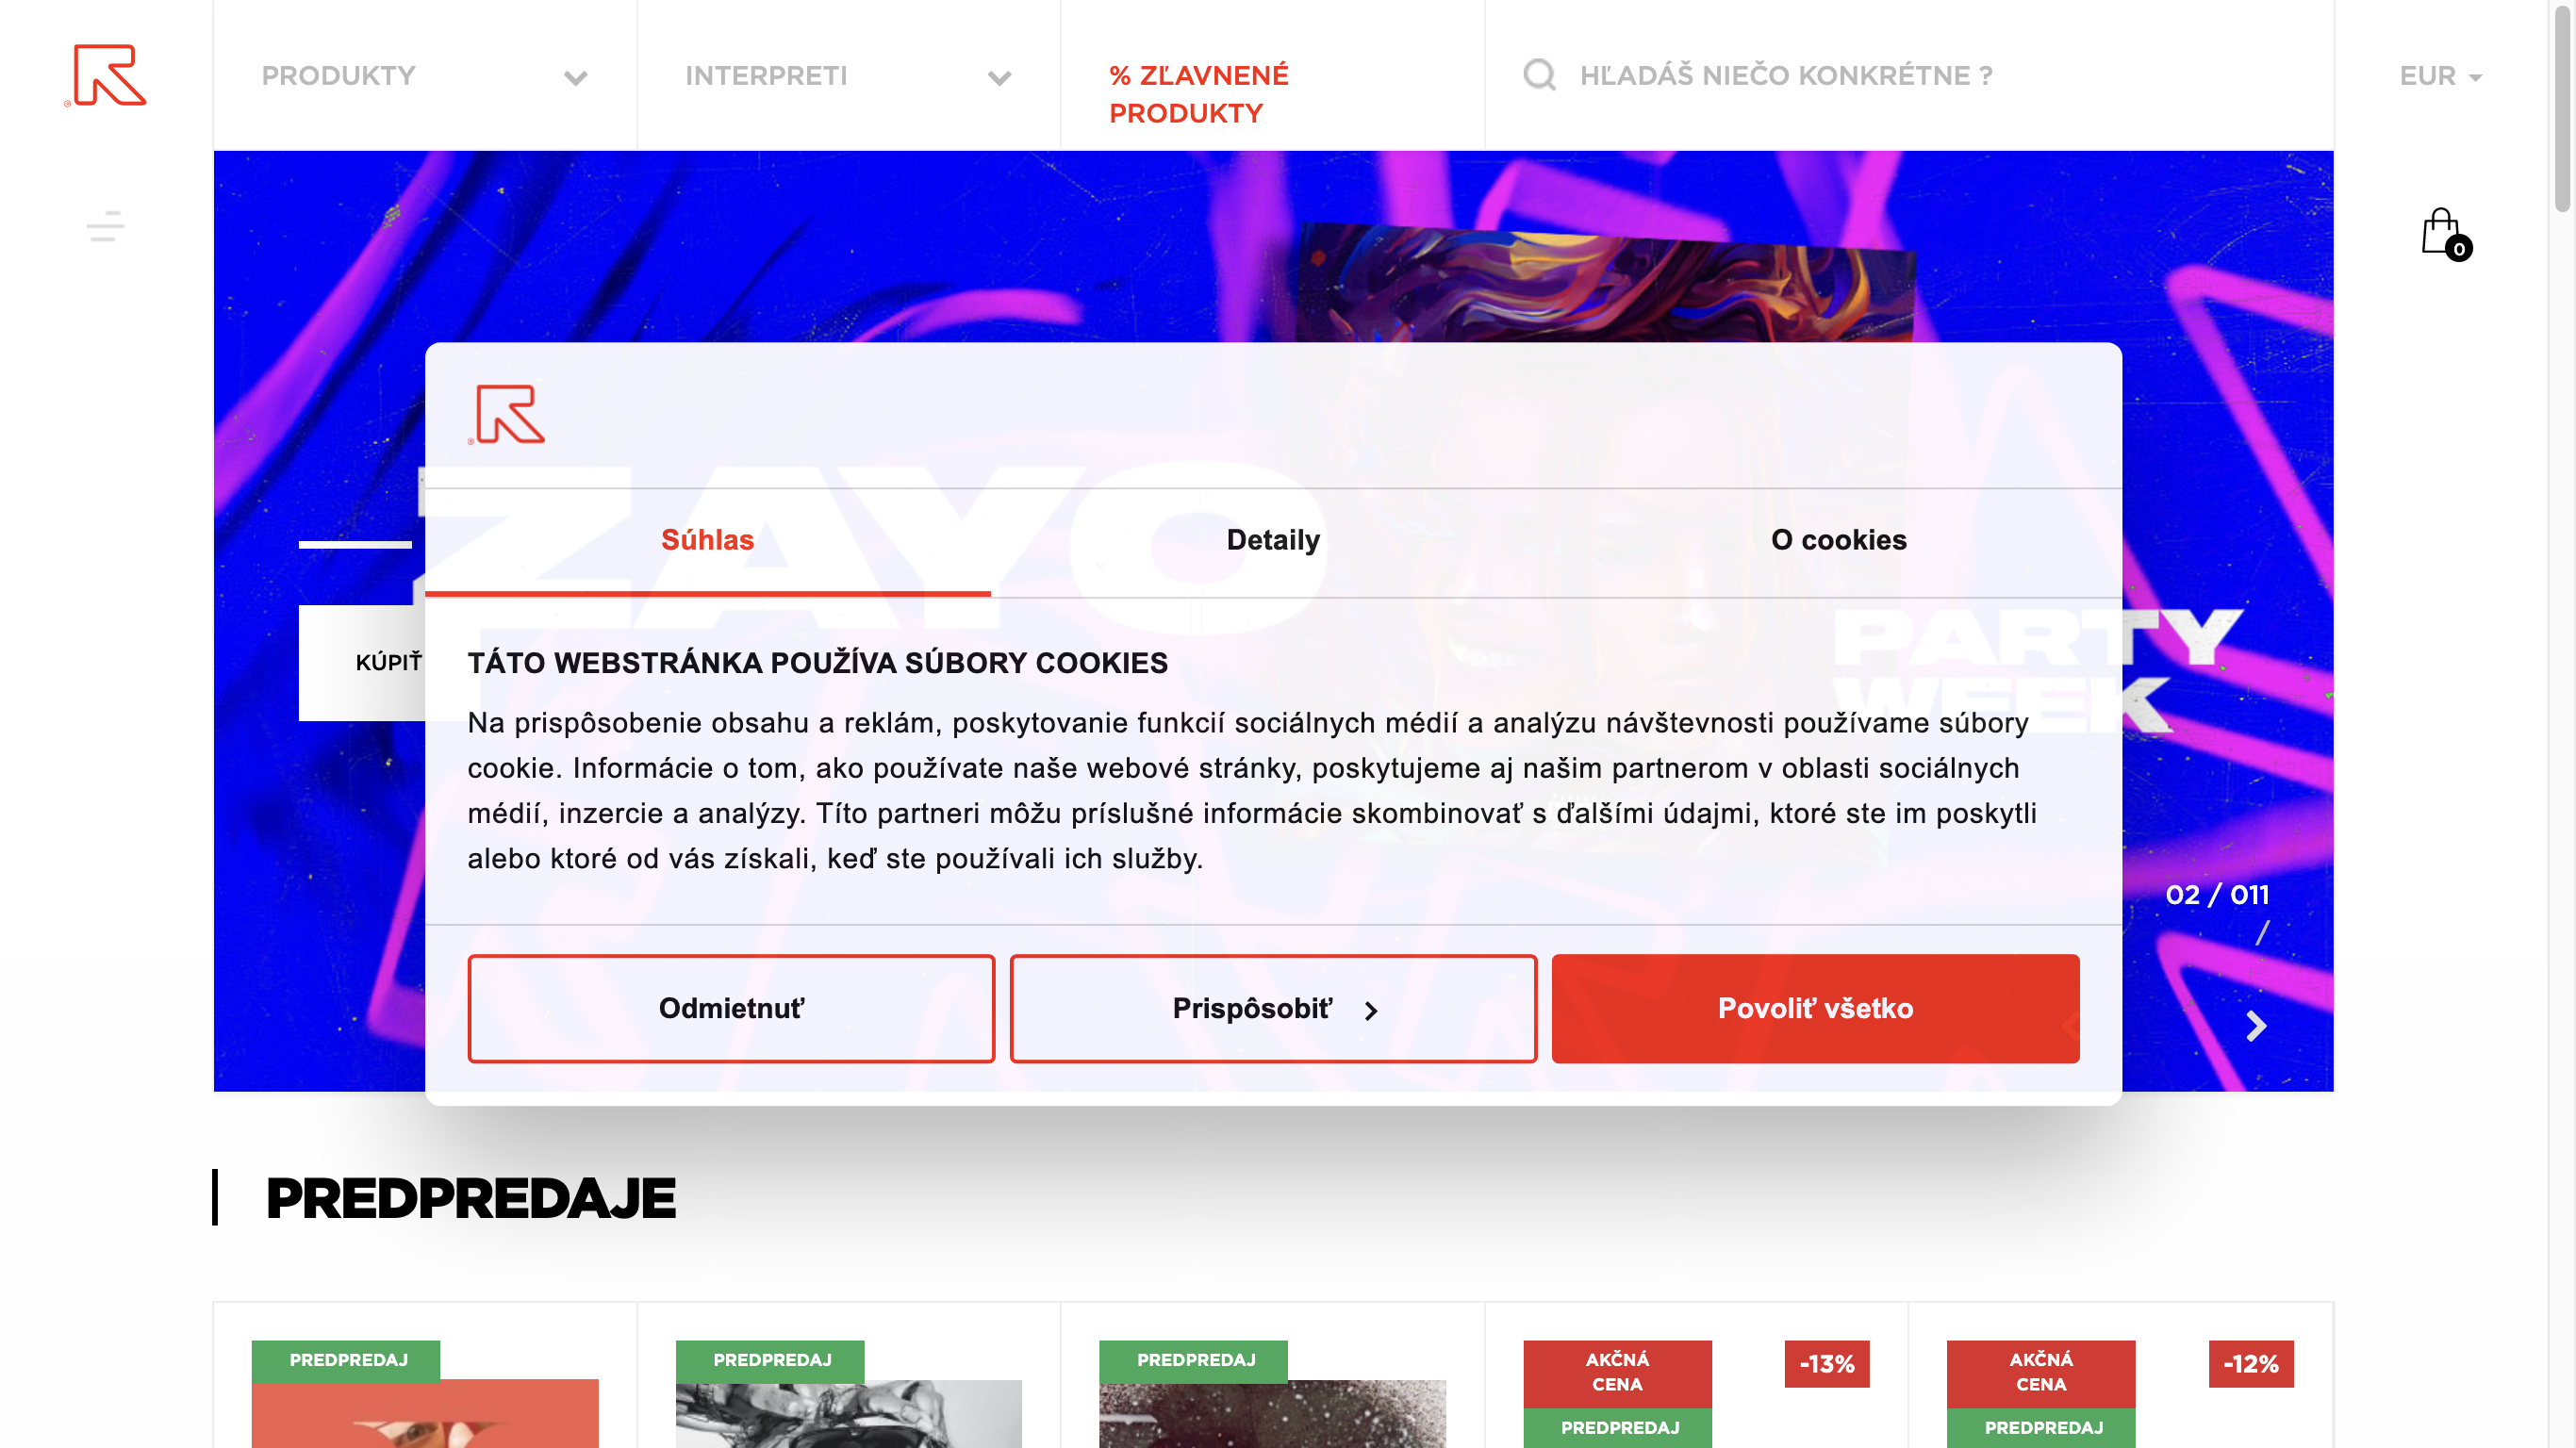 PRODUKTY
INTERPRETI
% ZĽAVNENÉ
PRODUKTY
HĽADÁŠ NIEČO KONKRÉTNE ?
EUR
0
ZAYO
PARTY
WEEK
KÚPIŤ
Súhlas
Detaily
O cookies
TÁTO WEBSTRÁNKA POUŽÍVA SÚBORY COOKIES
Na prispôsobenie obsahu a reklám, poskytovanie funkcií sociálnych médií a analýzu návštevnosti používame súbory
cookie. Informácie o tom, ako používate naše webové stránky, poskytujeme aj našim partnerom v oblasti sociálnych
médií, inzercie a analýzy. Títo partneri môžu príslušné informácie skombinovať s ďalšími údajmi, ktoré ste im poskytli
alebo ktoré od vás získali, keď ste používali ich služby.
02 / 011
/
Odmietnuť
Prispôsobiť
Povoliť všetko
PREDPREDAJE
PREDPREDAJ
PREDPREDAJ
PREDPREDAJ
AKČNÁ
CENA
-13%
PREDPREDAJ
AKČNÁ
CENA
-12%
PREDPREDAJ